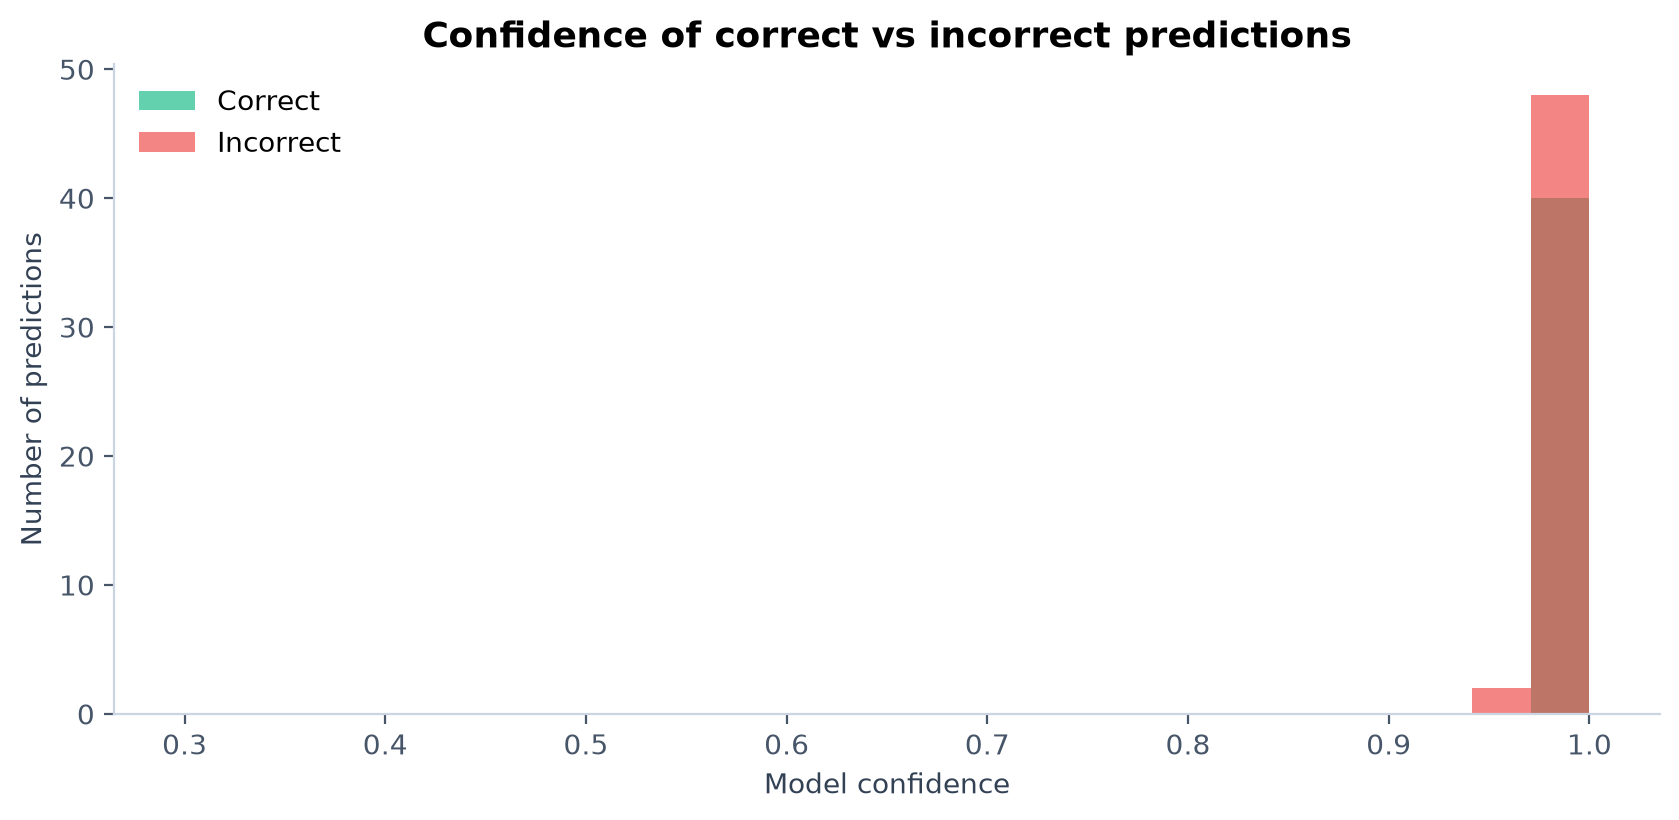 Confidence of correct vs incorrect predictions
Correct
Incorrect
Number of predictions
50
40
30
20
10
0
0.3 0.4 0.5 0.6 0.7 0.8 0.9 1.0
Model confidence